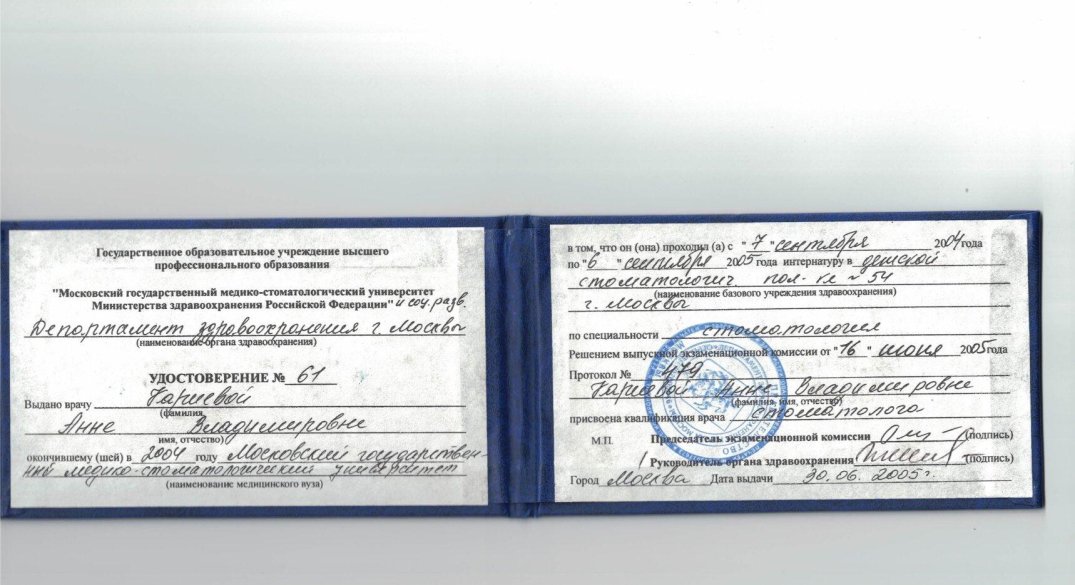 Государственное образовательное учреждение высшего
профессионального образования
"Московский государственный медико-стоматологический университет
Министерства здравоохранения Российской Федерации" и соц. разв.
Департамент здравоохранения г. Москвы
(наименование органа здравоохранения)
УДОСТОВЕРЕНИЕ № 61
Выдано врачу
(фамилия,
Анне Владимировне
имя, отчество)
окончившему (шей) в 2004 году Московский государствен-
ный медико-стоматологический университет
(наименование медицинского вуза)
в том, что он (она) проходил (а) с "7" сентября 2004 года
по "6" сентября 2005 года интернатуру в детской
стоматологич. пол-ке № 54
(наименование базового учреждения здравоохранения)
г. Москвы
по специальности стоматология
Решением выпускной экзаменационной комиссии от "16" июня 2005 года
Протокол № 479
Анне Владимировне
(фамилия, имя, отчество)
присвоена квалификация врача стоматолога
М.П. Председатель экзаменационной комиссии (подпись)
Руководитель органа здравоохранения (подпись)
Город Москва Дата выдачи 30.06.2005г.